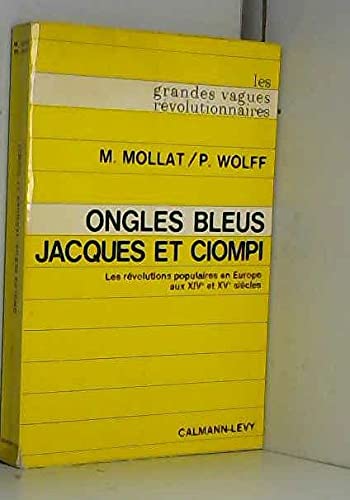 les
grandes vagues
révolutionnaires
M. MOLLAT/P. WOLFF
ONGLES BLEUS
JACQUES ET CIOMPI
Les révolutions populaires en Europe
aux XIVe et XVe siècles
CALMANN-LEVY